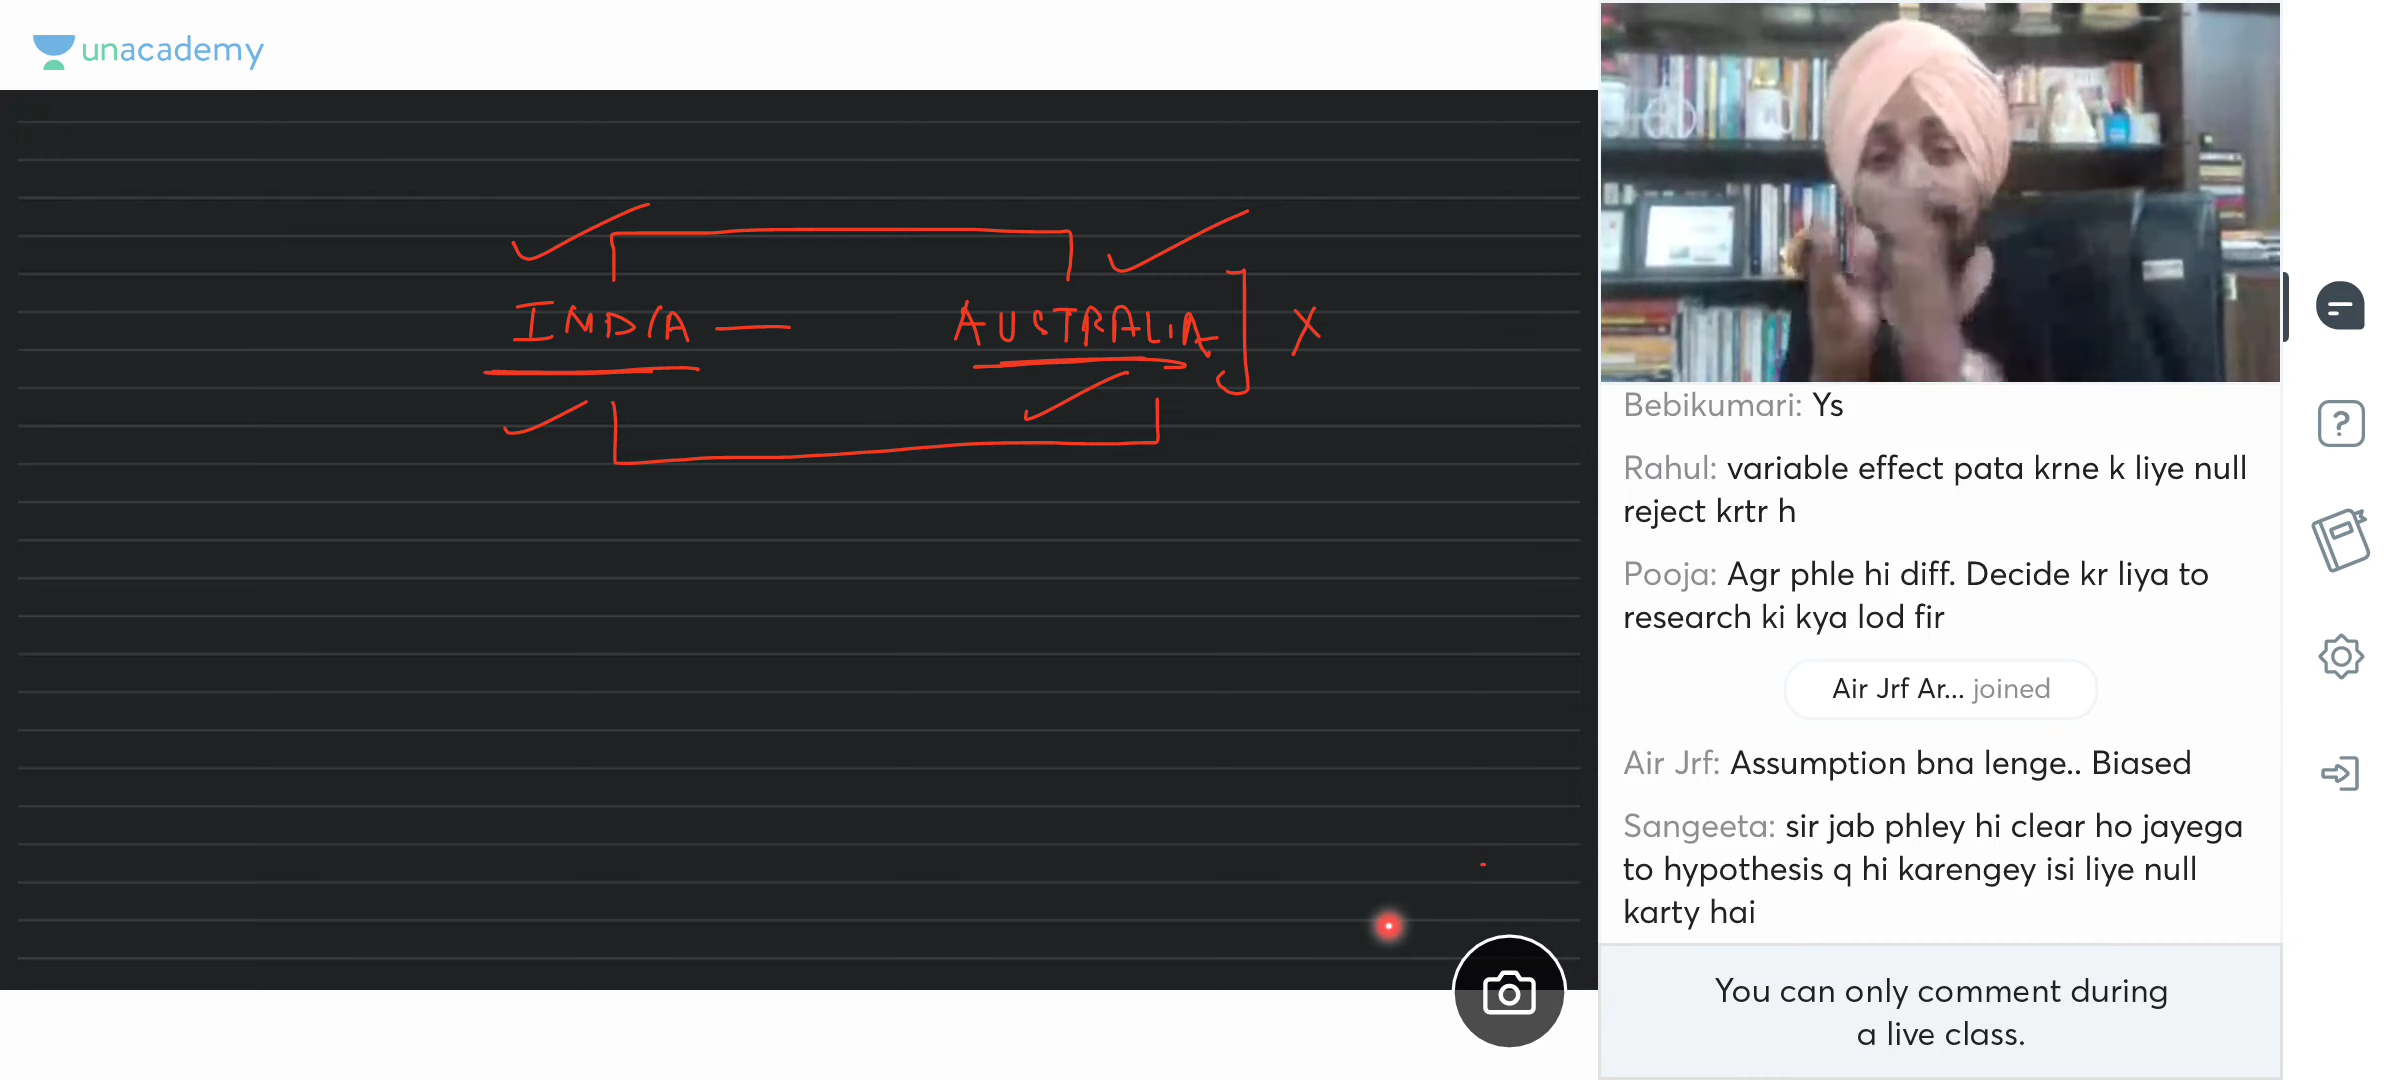 unacademy
INDIA — AUSTRALIA ] X
Bebikumari: Ys
Rahul: variable effect pata krne k liye null
reject krtr h
Pooja: Agr phle hi diff. Decide kr liya to
research ki kya lod fir
Air Jrf Ar... joined
Air Jrf: Assumption bna lenge.. Biased
Sangeeta: sir jab phley hi clear ho jayega
to hypothesis q hi karengey isi liye null
karty hai
You can only comment during
a live class.